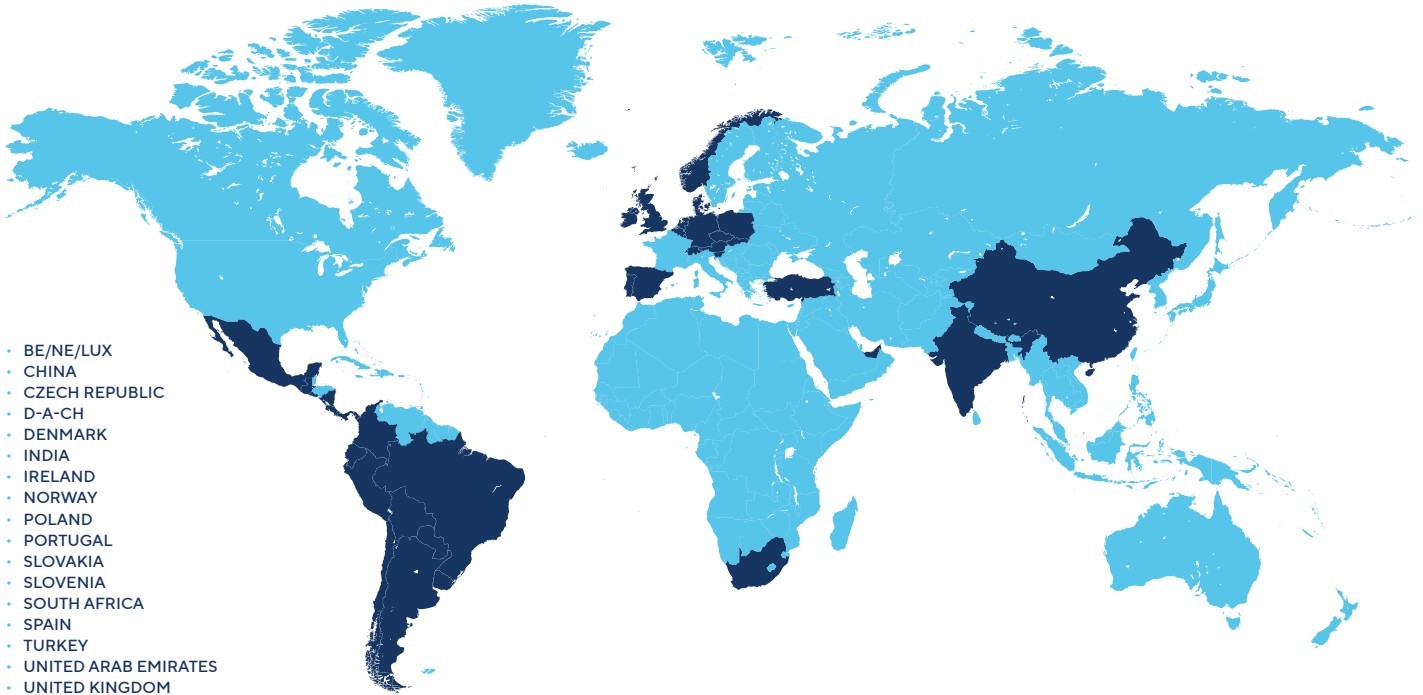 • BE/NE/LUX
• CHINA
• CZECH REPUBLIC
• D-A-CH
• DENMARK
• INDIA
• IRELAND
• NORWAY
• POLAND
• PORTUGAL
• SLOVAKIA
• SLOVENIA
• SOUTH AFRICA
• SPAIN
• TURKEY
• UNITED ARAB EMIRATES
• UNITED KINGDOM